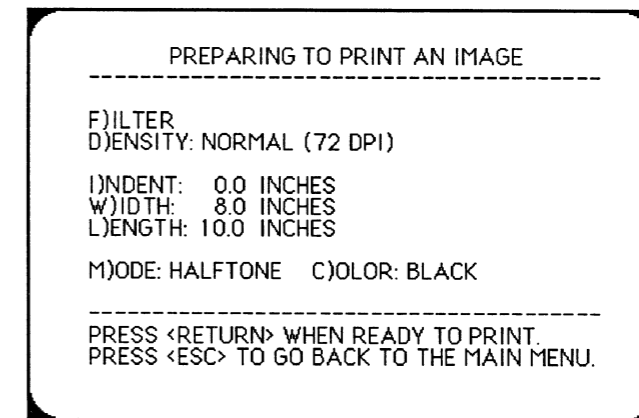 PREPARING TO PRINT AN IMAGE
F)ILTER
D)ENSITY: NORMAL (72 DPI)
I)NDENT: 0.0 INCHES
W)IDTH: 8.0 INCHES
L)ENGTH: 10.0 INCHES
M)ODE: HALFTONE C)OLOR: BLACK
PRESS <RETURN> WHEN READY TO PRINT.
PRESS <ESC> TO GO BACK TO THE MAIN MENU.